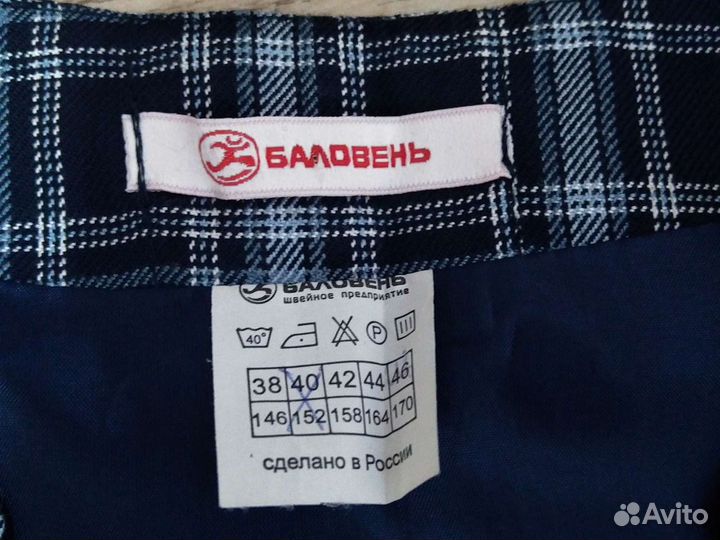 БАЛОВЕНЬ
БАЛОВЕНЬ
швейное предприятие
40° P
38 40 42 44 46
146 152 158 164 170
сделано в России
Avito